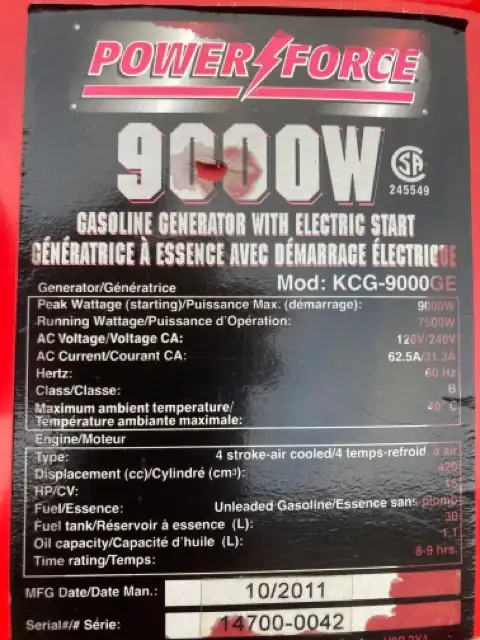 POWER FORCE
9000W
CSA
245549
GASOLINE GENERATOR WITH ELECTRIC START
GÉNÉRATRICE À ESSENCE AVEC DÉMARRAGE ÉLECTRIQUE
Generator/Génératrice Mod: KCG-9000GE
Peak Wattage (starting)/Puissance Max. (démarrage): 9000W
Running Wattage/Puissance d'Opération: 7500W
AC Voltage/Voltage CA: 120V/240V
AC Current/Courant CA: 62.5A/31.3A
Hertz: 60 Hz
Class/Classe: B
Maximum ambient temperature/
Température ambiante maximale: 40°C
Engine/Moteur
Type: 4 stroke-air cooled/4 temps-refroid a air
Displacement (cc)/Cylindré (cm³): 420
HP/CV: 15
Fuel/Essence: Unleaded Gasoline/Essence sans plomb
Fuel tank/Réservoir à essence (L): 30
Oil capacity/Capacité d'huile (L): 1.1
Time rating/Temps: 8-9 hrs.
MFG Date/Date Man.: 10/2011
Serial#/# Série: 14700-0042